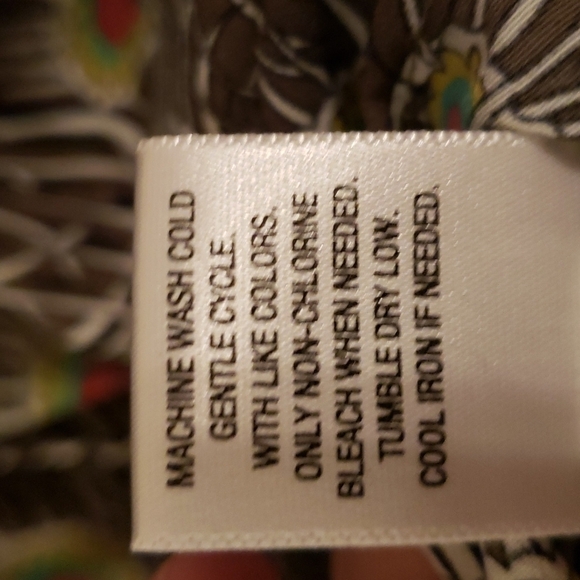 MACHINE WASH COLD
GENTLE CYCLE.
WITH LIKE COLORS.
ONLY NON-CHLORINE
BLEACH WHEN NEEDED.
TUMBLE DRY LOW.
COOL IRON IF NEEDED.